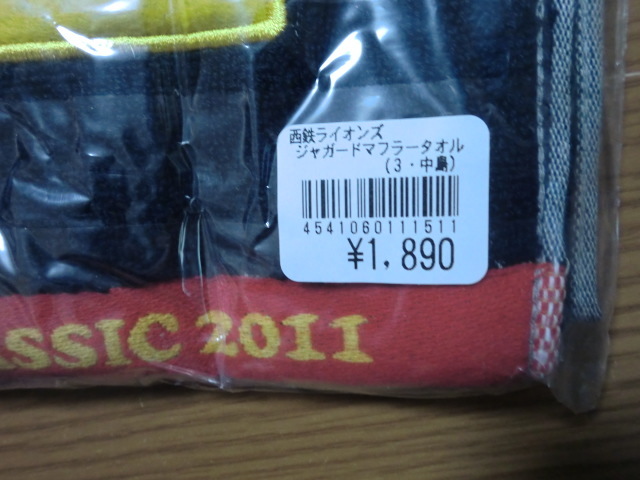 西鉄ライオンズ
ジャガードマフラータオル
(3・中島)
4541060111511
¥1,890
ASSIC 2011